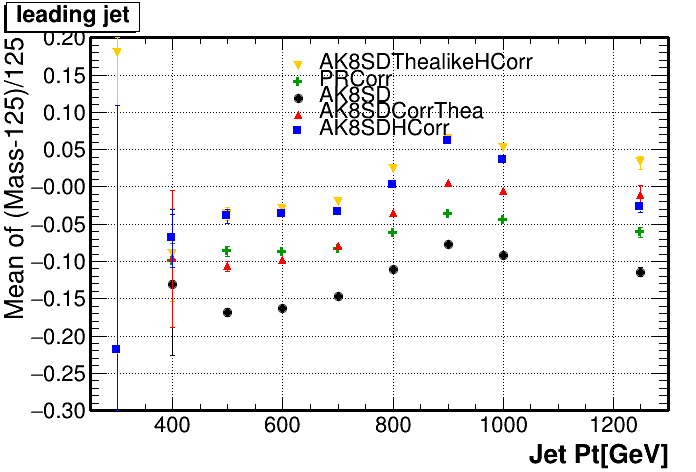 leading jet
Mean of (Mass-125)/125
0.20
0.15
0.10
0.05
−0.00
−0.05
−0.10
−0.15
−0.20
−0.25
−0.30
AK8SDThealikeHCorr
PRCorr
AK8SD
AK8SDCorrThea
AK8SDHCorr
400 600 800 1000 1200
Jet Pt[GeV]